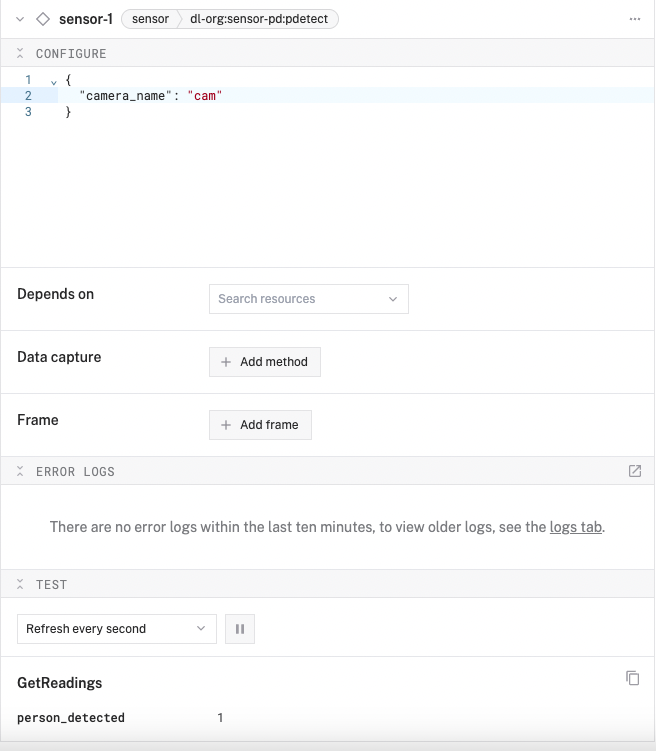 sensor-1 sensor dl-org:sensor-pd:pdetect ...
CONFIGURE
1 {
2 "camera_name": "cam"
3 }
Depends on Search resources
Data capture + Add method
Frame + Add frame
ERROR LOGS
There are no error logs within the last ten minutes, to view older logs, see the logs tab.
TEST
Refresh every second
GetReadings
person_detected 1